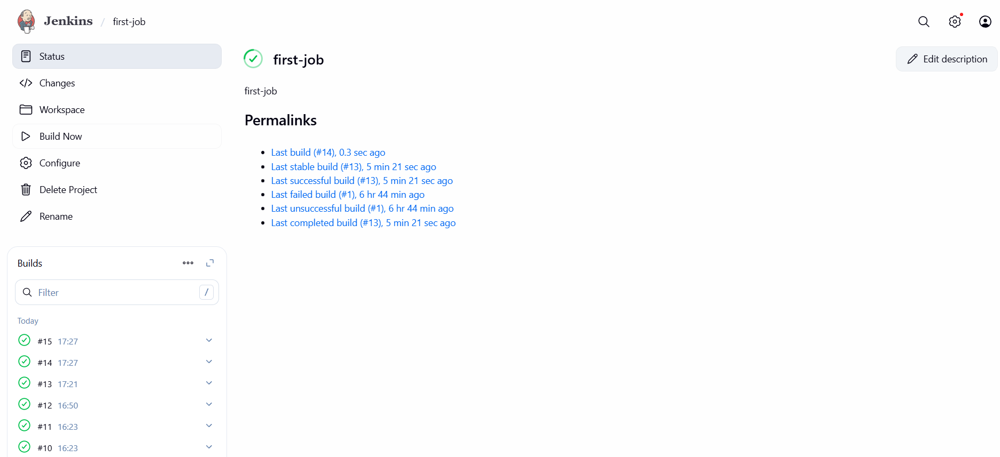 Jenkins / first-job
Status
Changes
Workspace
Build Now
Configure
Delete Project
Rename
Builds
Filter /
Today
#15 17:27
#14 17:27
#13 17:21
#12 16:50
#11 16:23
#10 16:23
first-job
Edit description
first-job
Permalinks
Last build (#14), 0.3 sec ago
Last stable build (#13), 5 min 21 sec ago
Last successful build (#13), 5 min 21 sec ago
Last failed build (#1), 6 hr 44 min ago
Last unsuccessful build (#1), 6 hr 44 min ago
Last completed build (#13), 5 min 21 sec ago